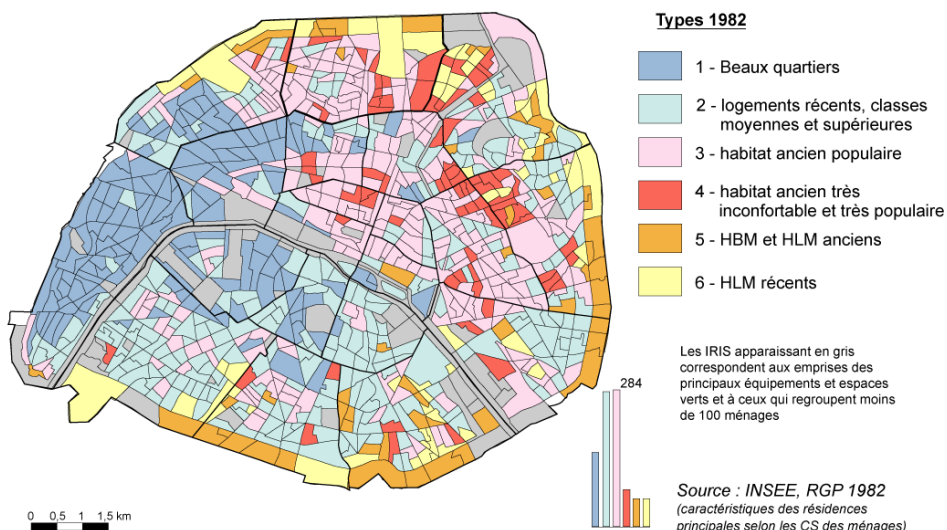 Types 1982
1 - Beaux quartiers
2 - logements récents, classes
moyennes et supérieures
3 - habitat ancien populaire
4 - habitat ancien très
inconfortable et très populaire
5 - HBM et HLM anciens
6 - HLM récents
Les IRIS apparaissant en gris
correspondent aux emprises des
principaux équipements et espaces
verts et à ceux qui regroupent moins
de 100 ménages
284
Source : INSEE, RGP 1982
(caractéristiques des résidences
principales selon les CS des ménages)
0 0,5 1 1,5 km